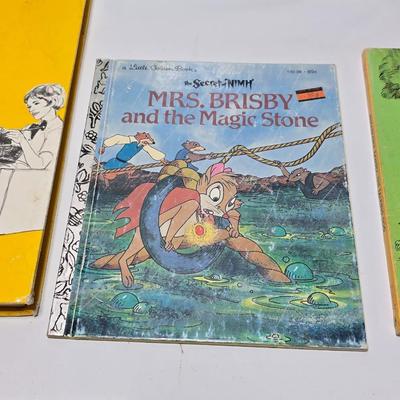 a Little Golden Book
The Secret of NIMH
MRS. BRISBY
and the Magic Stone